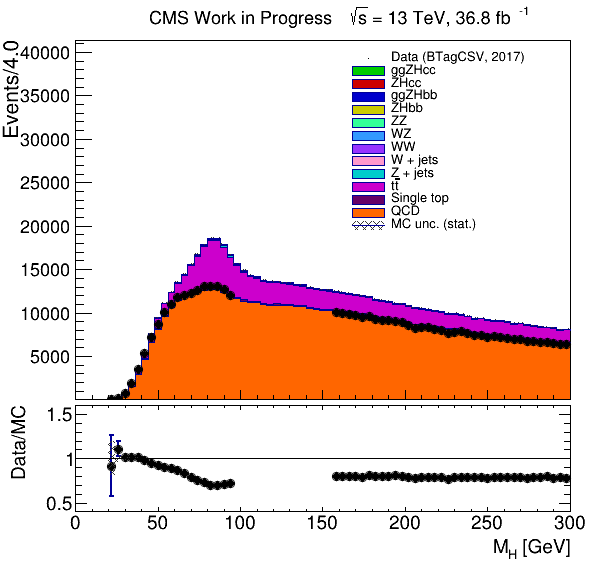 CMS Work in Progress √s = 13 TeV, 36.8 fb⁻¹
Events/4.0
40000
35000
30000
25000
20000
15000
10000
5000
Data (BTagCSV, 2017)
ggZHcc
ZHcc
ggZHbb
ZHbb
ZZ
WZ
WW
W + jets
Z + jets
tt̅
Single top
QCD
MC unc. (stat.)
Data/MC
1.5
1
0.5
0 50 100 150 200 250 300
M_H [GeV]